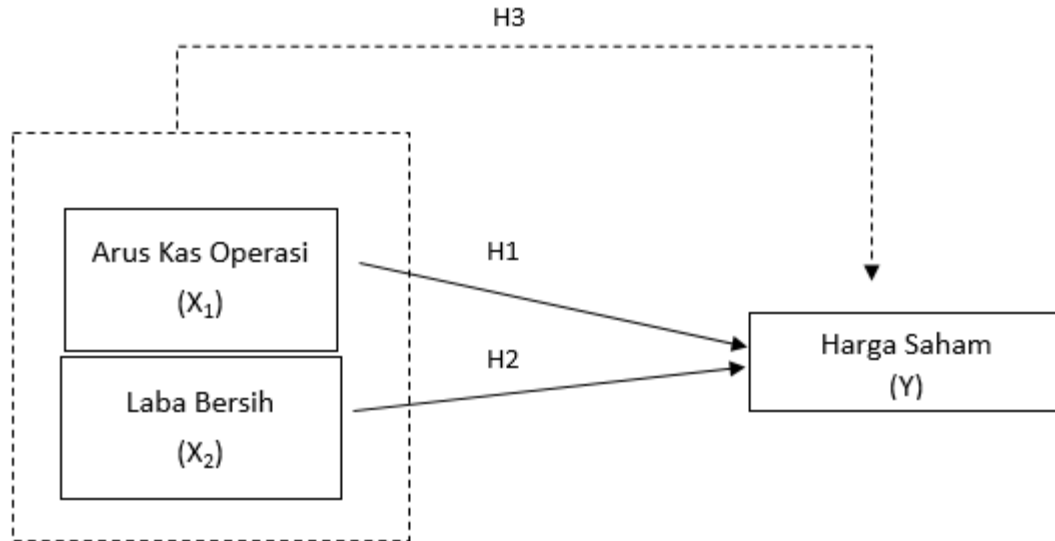 H3
Arus Kas Operasi
(X₁)
H1
H2
Laba Bersih
(X₂)
Harga Saham
(Y)